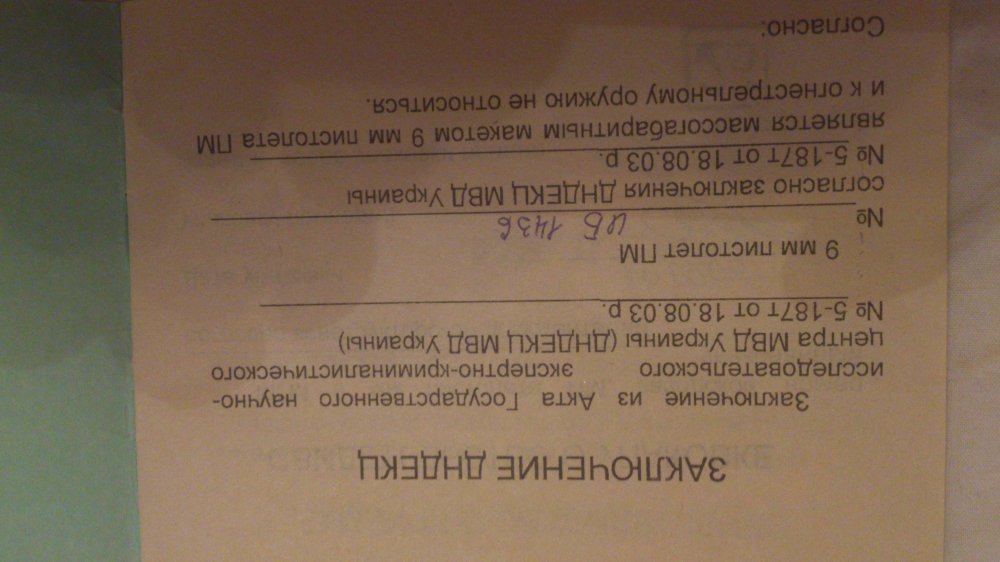 ЗАКЛЮЧЕНИЕ ДНДЕКЦ
Заключение из Акта Государственного научно-
исследовательского экспертно-криминалистического
центра МВД Украины (ДНДЕКЦ МВД Украины)
№ 5-187т от 18.08.03 р.
9 мм пистолет ПМ
№ ИБ 1436
согласно заключения ДНДЕКЦ МВД Украины
№ 5-187т от 18.08.03 р.
является массогабаритным макетом 9 мм пистолета ПМ
и к огнестрельному оружию не относиться.
Согласно: